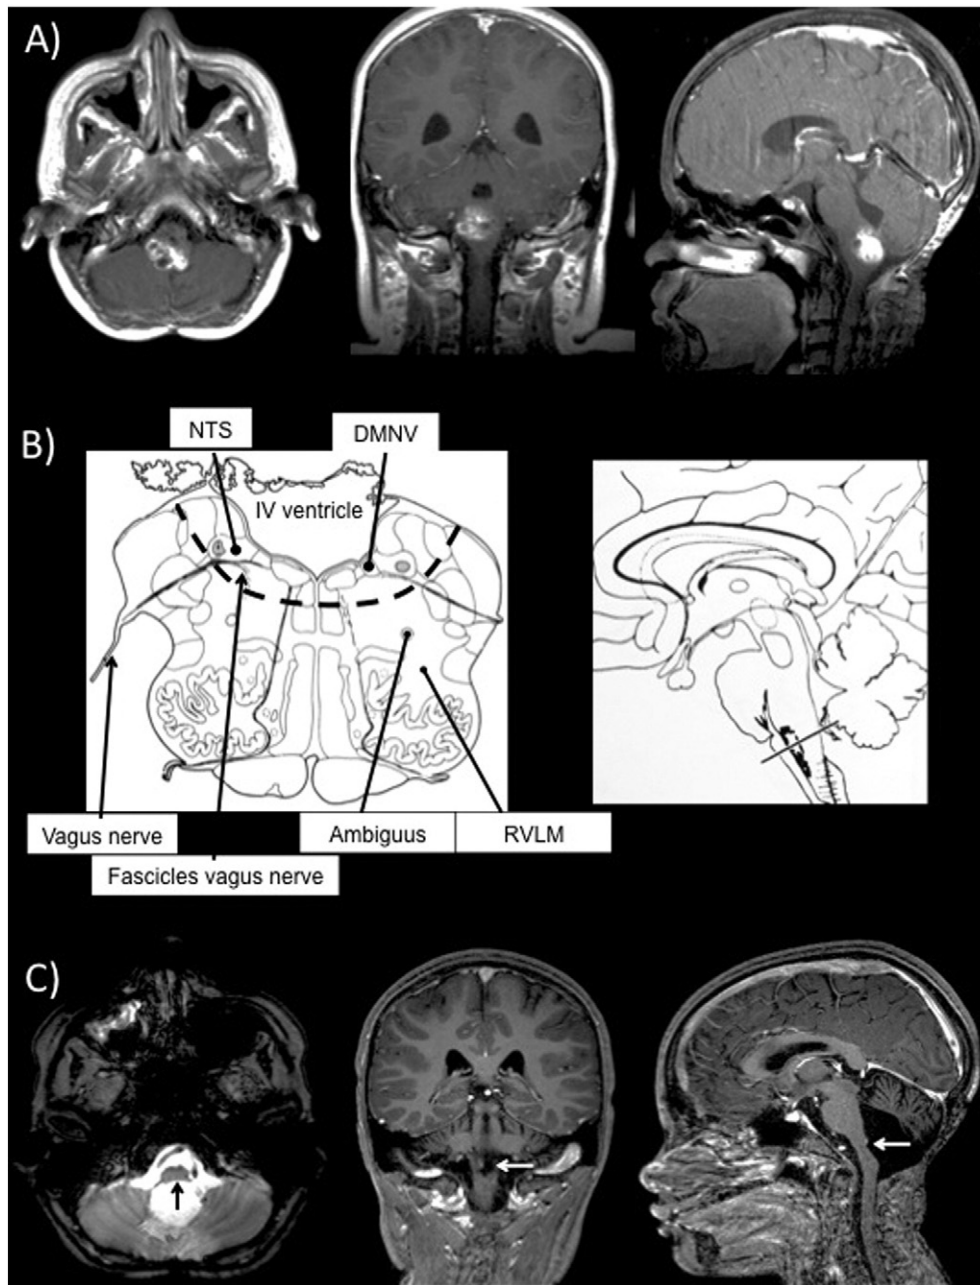 A)
B)
NTS
DMNV
IV ventricle
Vagus nerve
Ambiguus
RVLM
Fascicles vagus nerve
C)